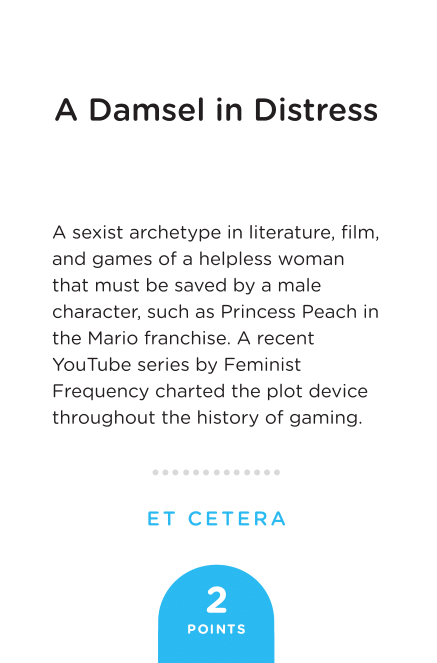 A Damsel in Distress
A sexist archetype in literature, film,
and games of a helpless woman
that must be saved by a male
character, such as Princess Peach in
the Mario franchise. A recent
YouTube series by Feminist
Frequency charted the plot device
throughout the history of gaming.
ET CETERA
2
POINTS